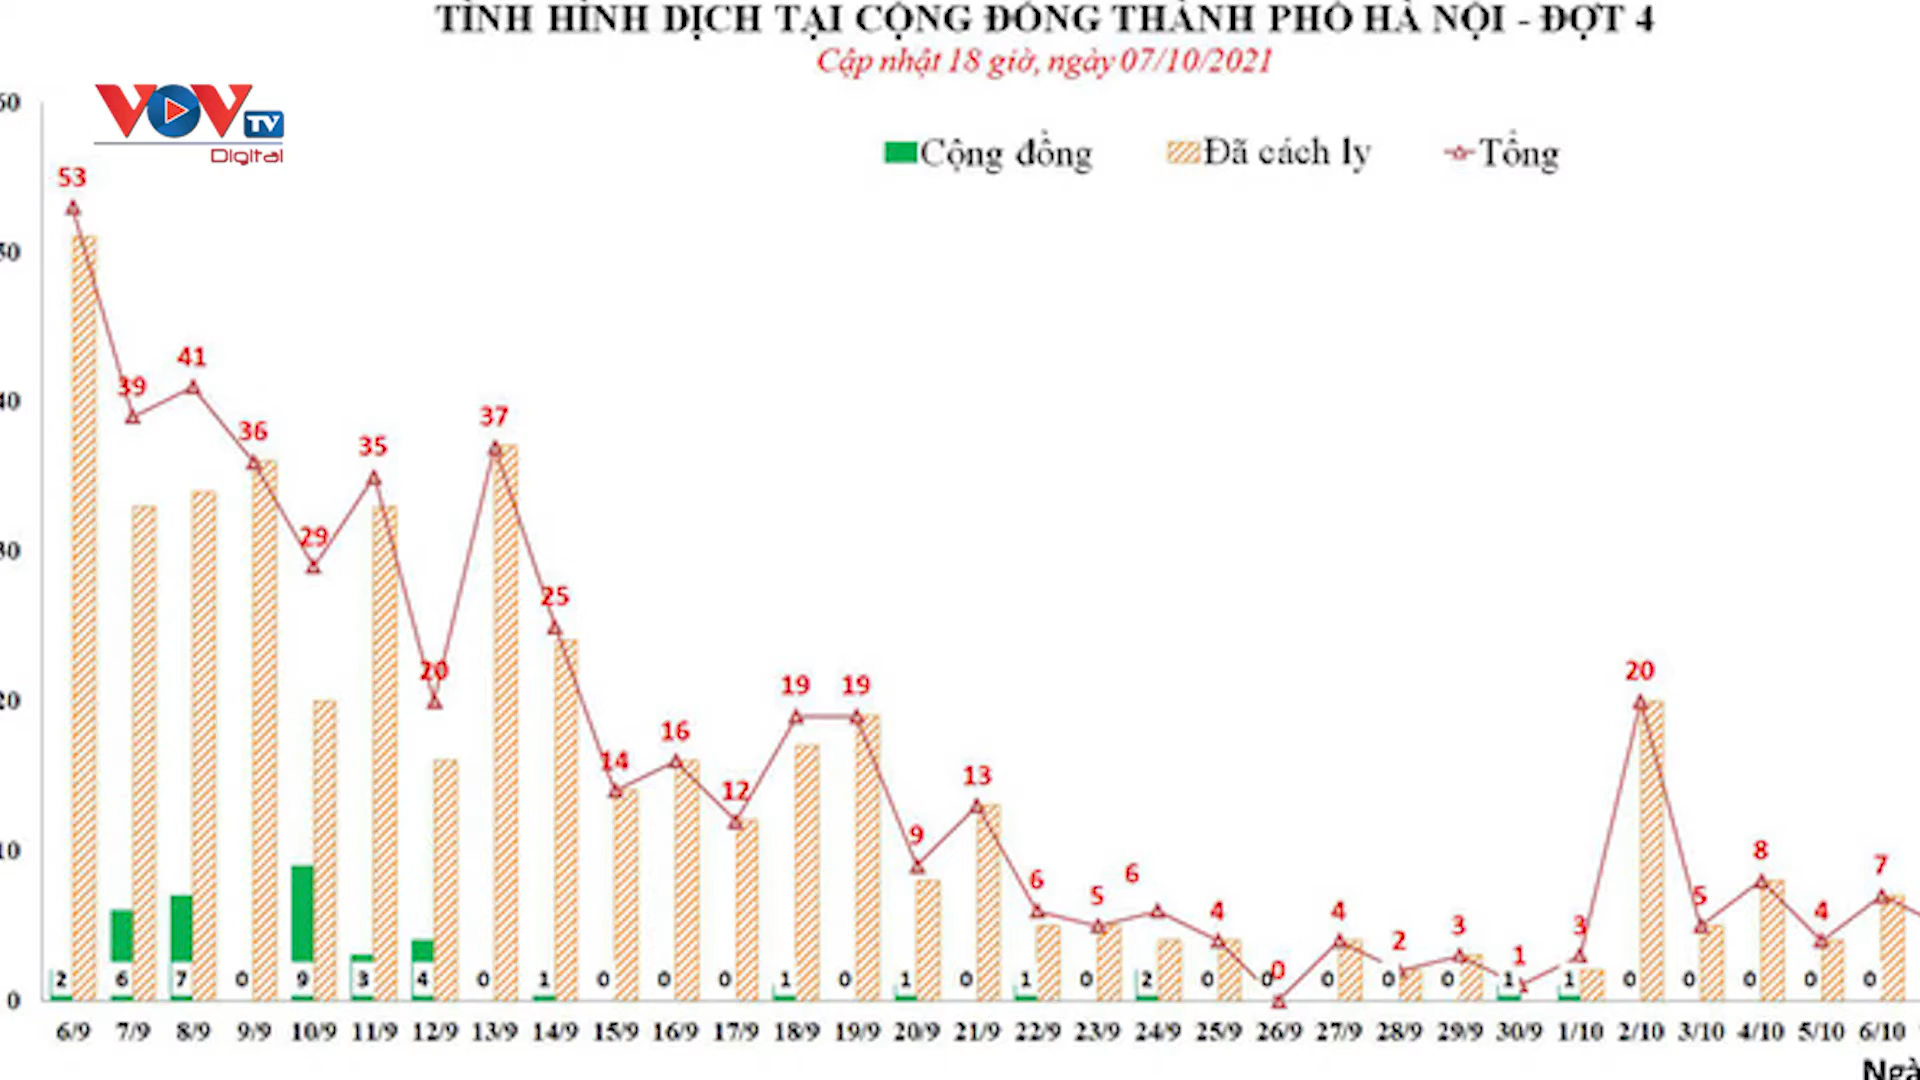 TÌNH HÌNH DỊCH TẠI CỘNG ĐỒNG THÀNH PHỐ HÀ NỘI - ĐỢT 4
Cập nhật 18 giờ, ngày 07/10/2021
VOV TV
Digital
Cộng đồng Đã cách ly Tổng
60
50
40
30
20
10
0
53 39 41 36 29 35 20 37 25 14 16 12 19 19 9 13 6 5 6 4 0 4 2 3 1 3 20 5 8 4 7
2 6 7 0 9 3 4 0 1 0 0 0 1 0 1 0 1 0 2 0 0 0 0 0 1 1 0 0 0 0 0
6/9 7/9 8/9 9/9 10/9 11/9 12/9 13/9 14/9 15/9 16/9 17/9 18/9 19/9 20/9 21/9 22/9 23/9 24/9 25/9 26/9 27/9 28/9 29/9 30/9 1/10 2/10 3/10 4/10 5/10 6/10
Ngà